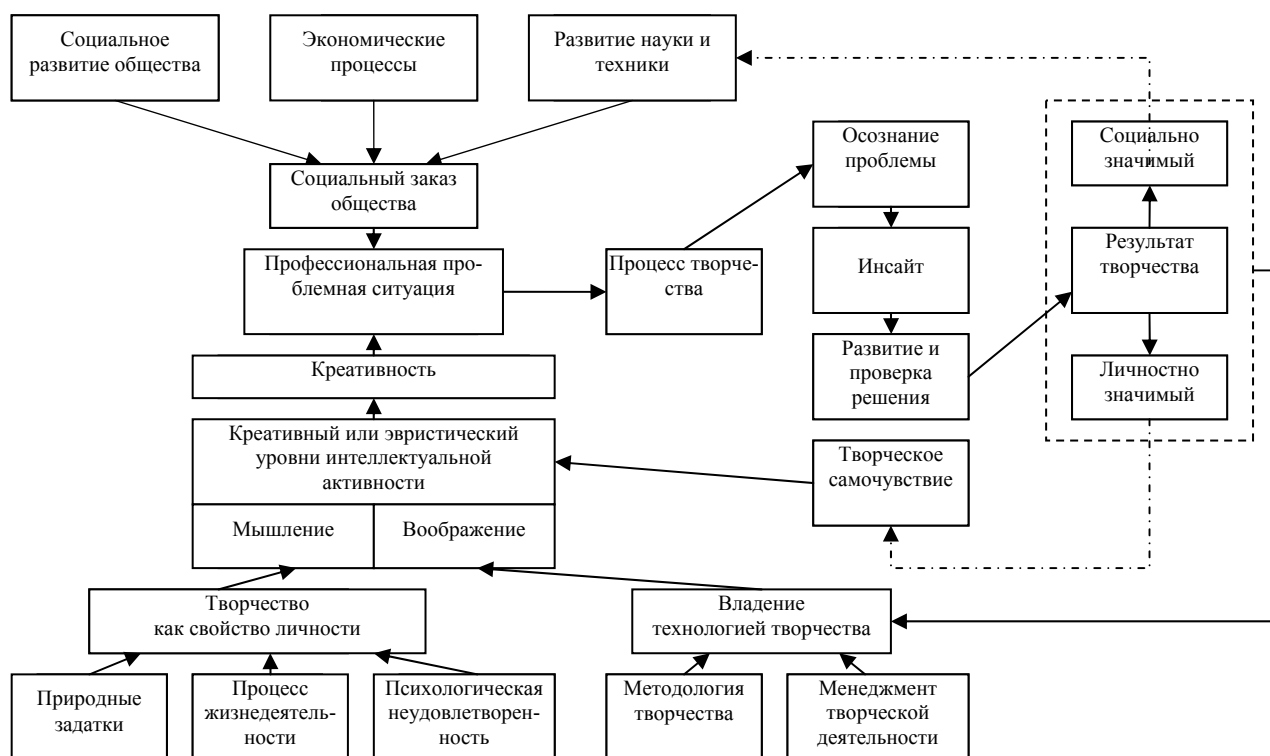 Социальное
развитие общества
Экономические
процессы
Развитие науки и
техники
Социальный заказ
общества
Профессиональная про-
блемная ситуация
Процесс творче-
ства
Осознание
проблемы
Инсайт
Развитие и
проверка
решения
Социально
значимый
Результат
творчества
Личностно
значимый
Креативность
Креативный или эвристический
уровни интеллектуальной
активности
Мышление
Воображение
Творческое
самочувствие
Творчество
как свойство личности
Владение
технологией творчества
Природные
задатки
Процесс
жизнедеятель-
ности
Психологическая
неудовлетворен-
ность
Методология
творчества
Менеджмент
творческой
деятельности